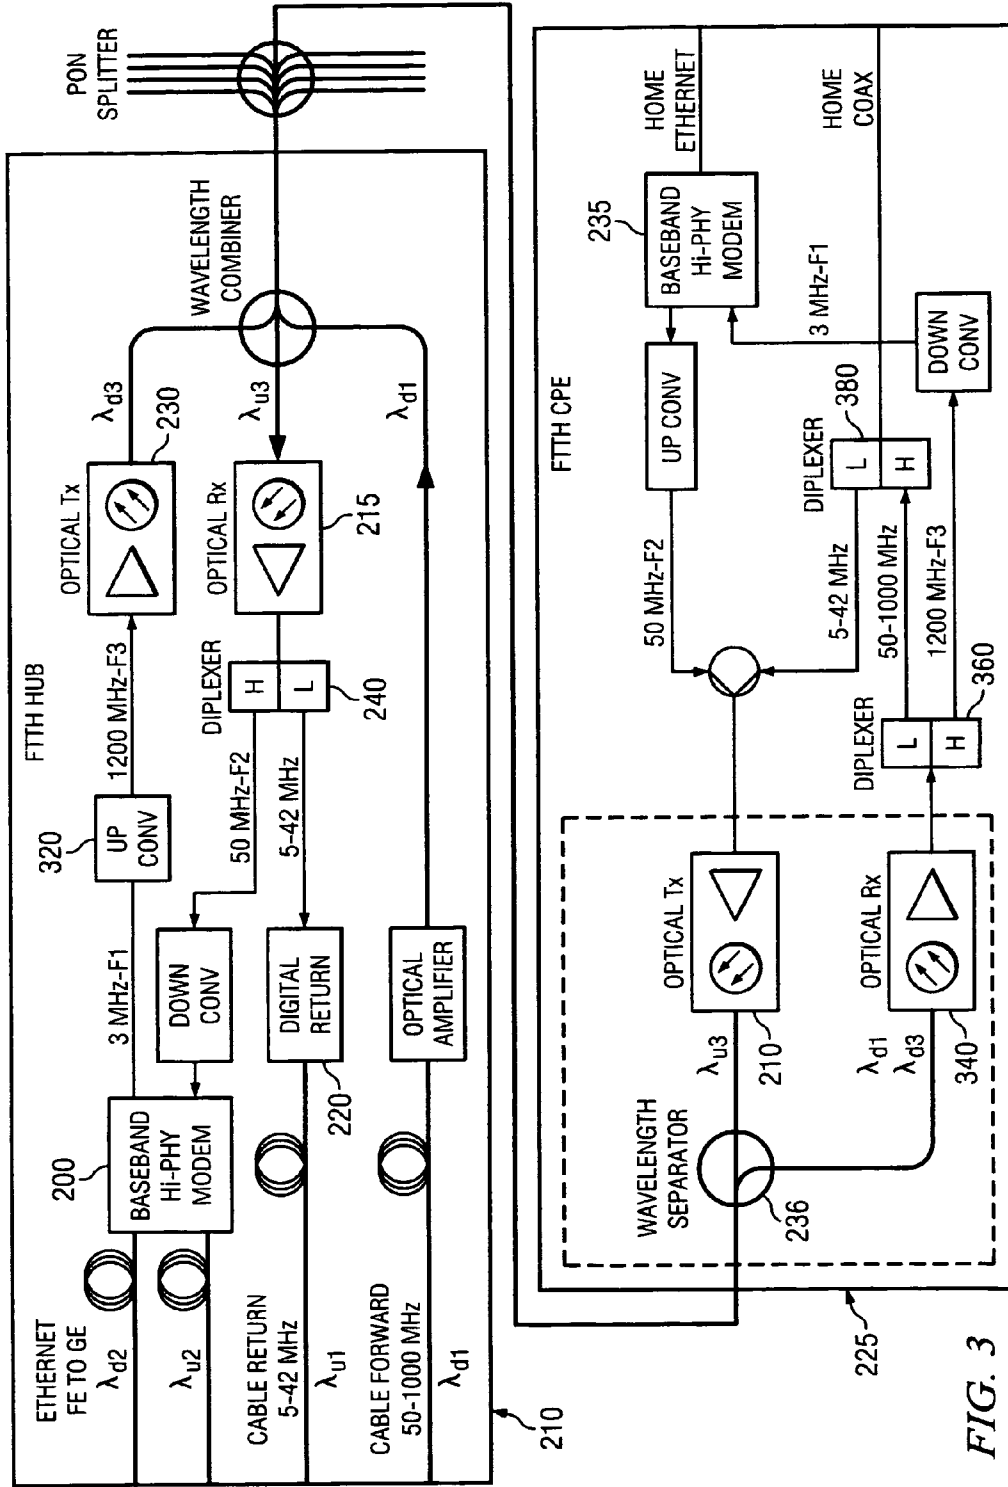 FTTH HUB
ETHERNET
FE TO GE
λd2
λu2
200
BASEBAND
Hi-PHY
MODEM
3 MHz-F1
320
UP
CONV
1200 MHz-F3
OPTICAL Tx
230
λd3
DOWN
CONV
50 MHz-F2
DIPLEXER
H
L
240
5-42 MHz
OPTICAL Rx
215
λu3
WAVELENGTH
COMBINER
PON
SPLITTER
CABLE RETURN
5-42 MHz
λu1
DIGITAL
RETURN
220
CABLE FORWARD
50-1000 MHz
λd1
OPTICAL
AMPLIFIER
λd1
210
FTTH CPE
WAVELENGTH
SEPARATOR
236
λu3
OPTICAL Tx
210
λd1
λd3
OPTICAL Rx
340
50 MHz-F2
UP CONV
BASEBAND
Hi-PHY
MODEM
235
HOME
ETHERNET
5-42 MHz
DIPLEXER
L
H
380
HOME
COAX
DIPLEXER
L
H
360
50-1000 MHz
1200 MHz-F3
DOWN
CONV
3 MHz-F1
225
FIG. 3